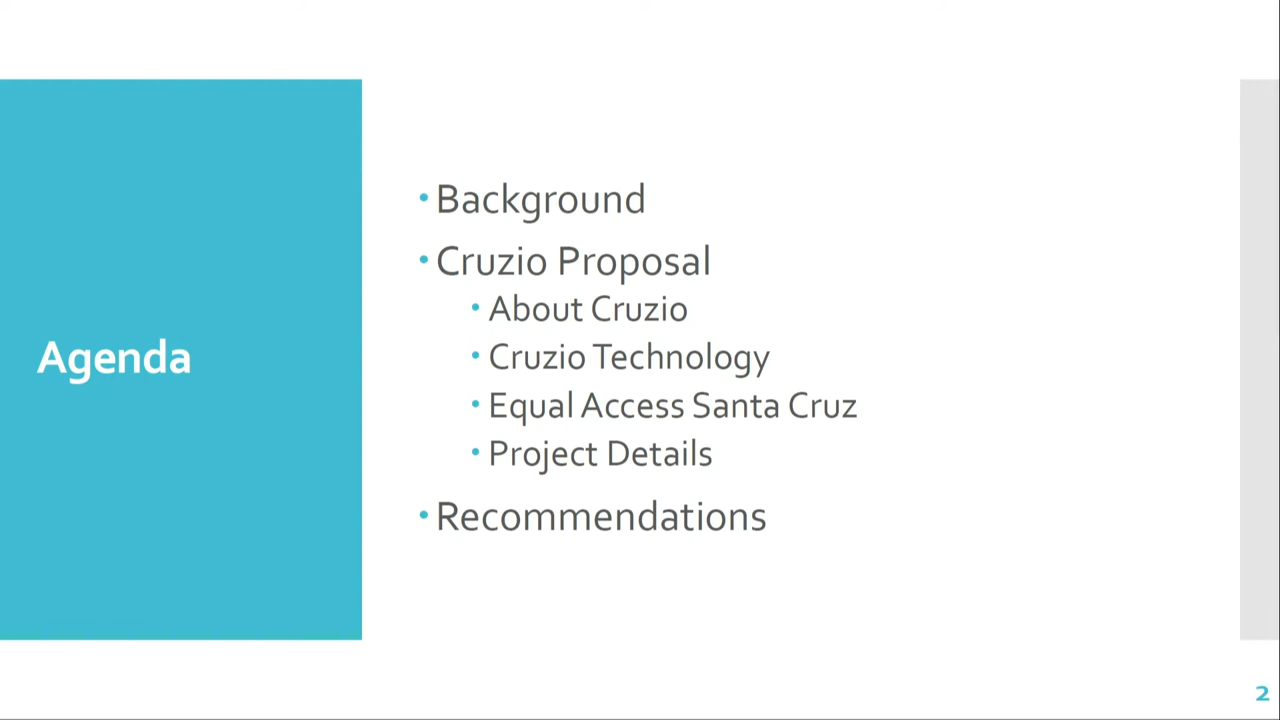 Agenda
• Background
• Cruzio Proposal
• About Cruzio
• Cruzio Technology
• Equal Access Santa Cruz
• Project Details
• Recommendations
2